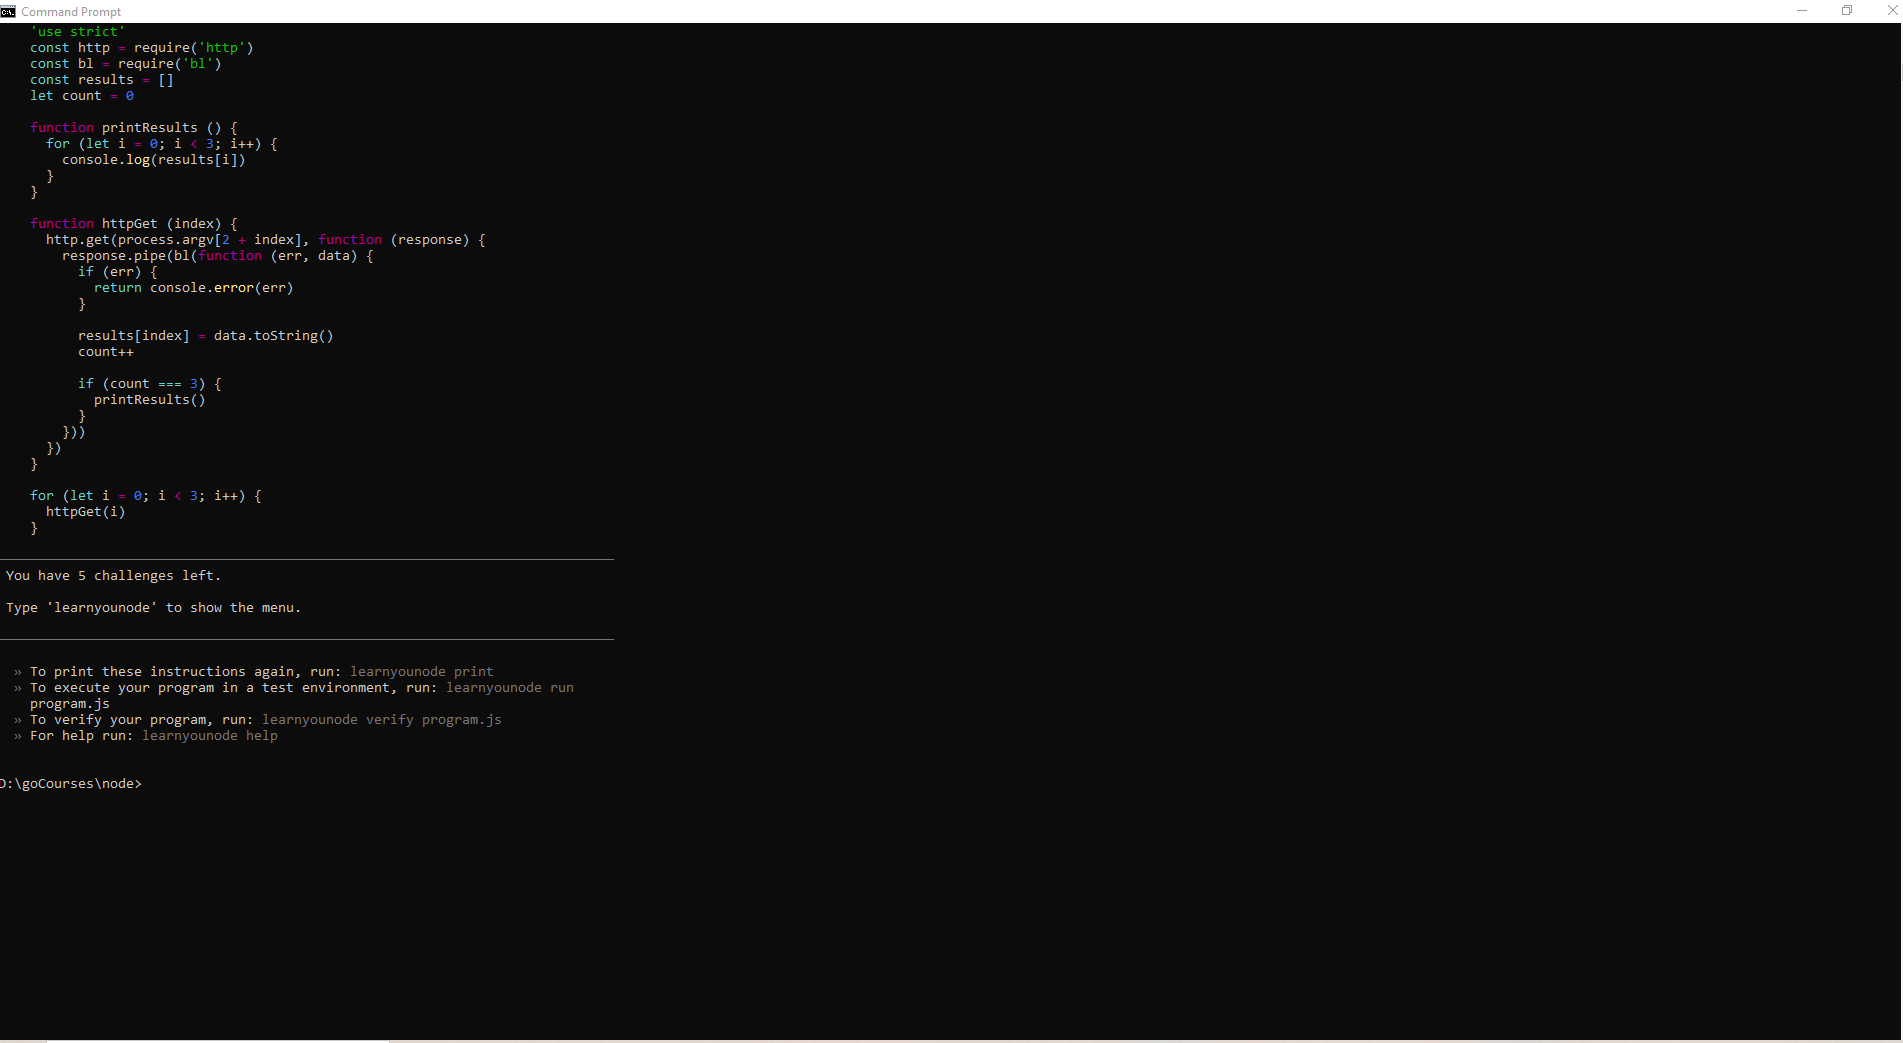 Command Prompt
'use strict'
const http = require('http')
const bl = require('bl')
const results = []
let count = 0
function printResults () {
for (let i = 0; i < 3; i++) {
console.log(results[i])
}
}
function httpGet (index) {
http.get(process.argv[2 + index], function (response) {
response.pipe(bl(function (err, data) {
if (err) {
return console.error(err)
}
results[index] = data.toString()
count++
if (count === 3) {
printResults()
}
}))
})
}
for (let i = 0; i < 3; i++) {
httpGet(i)
}
You have 5 challenges left.
Type 'learnyounode' to show the menu.
» To print these instructions again, run: learnyounode print
» To execute your program in a test environment, run: learnyounode run
program.js
» To verify your program, run: learnyounode verify program.js
» For help run: learnyounode help
D:\goCourses\node>